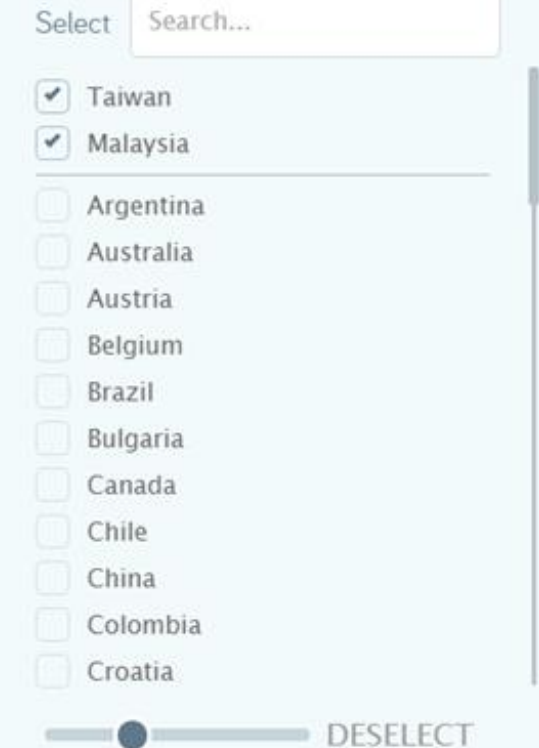 Select Search...
Taiwan
Malaysia
Argentina
Australia
Austria
Belgium
Brazil
Bulgaria
Canada
Chile
China
Colombia
Croatia
DESELECT